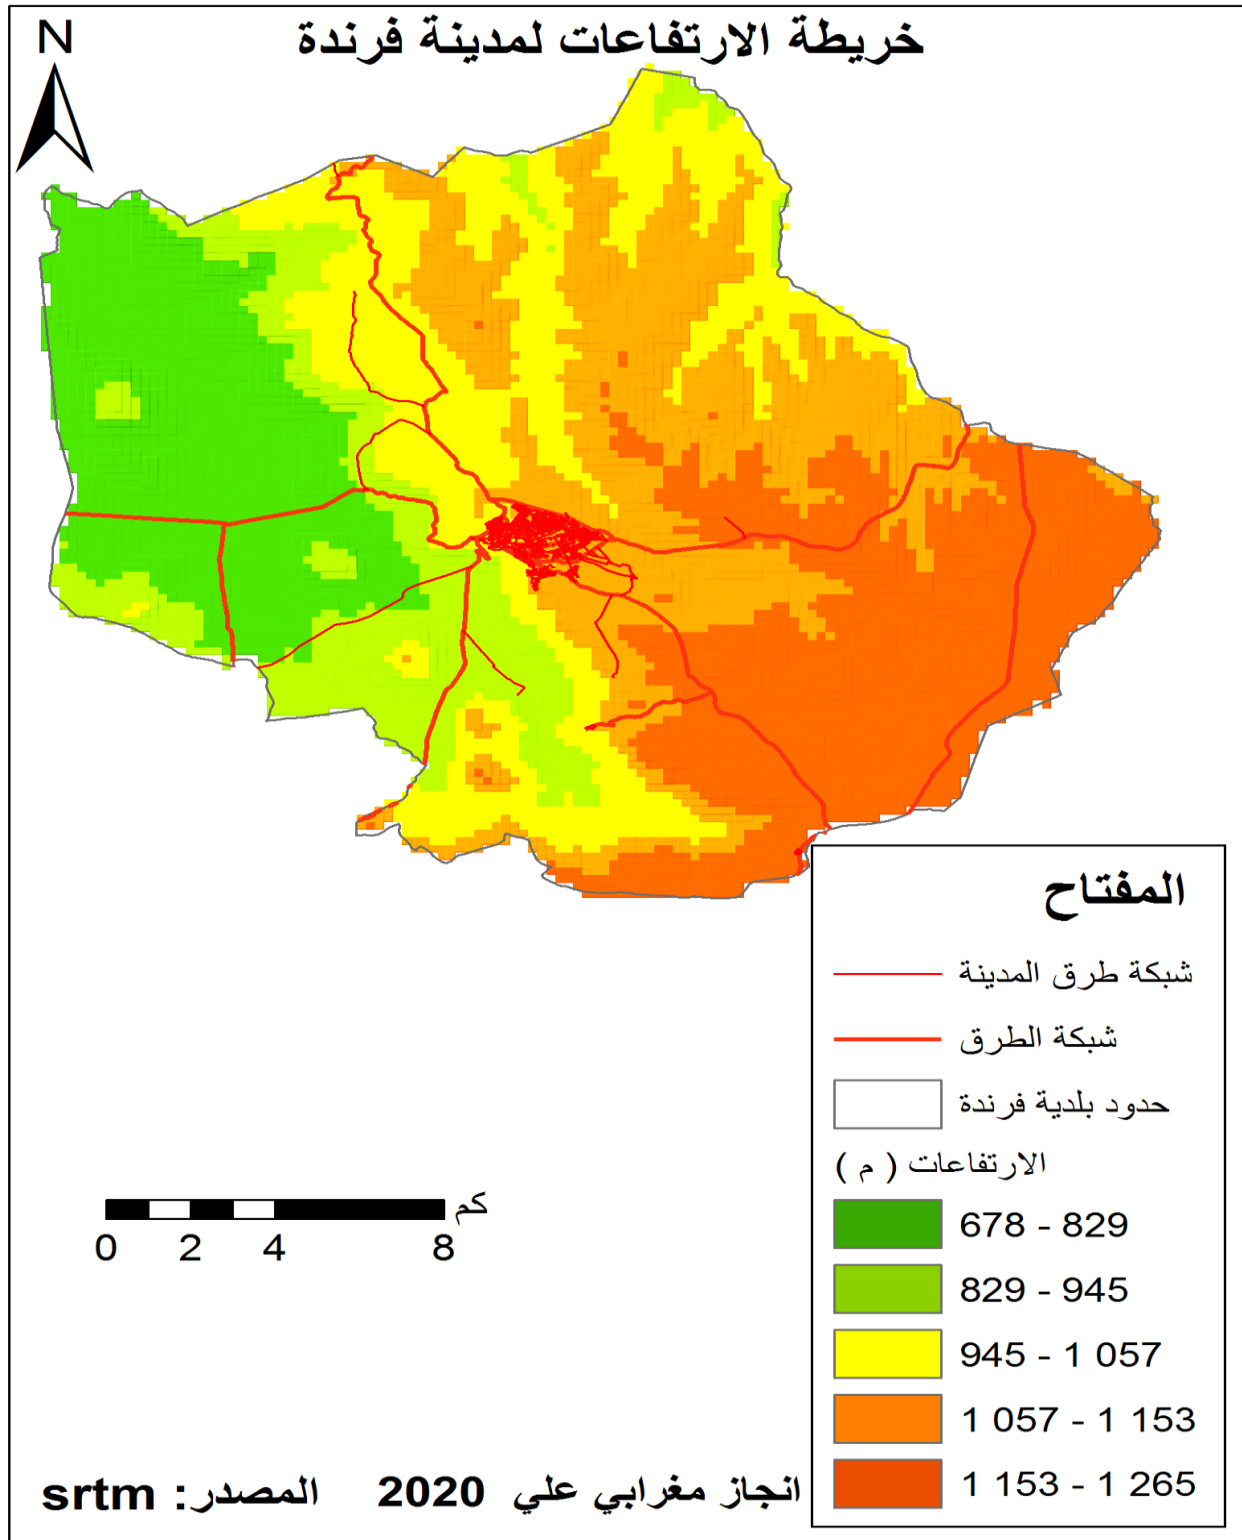 خريطة الارتفاعات لمدينة فرندة
N
المفتاح
شبكة طرق المدينة
شبكة الطرق
حدود بلدية فرندة
الارتفاعات ( م )
678 - 829
829 - 945
945 - 1 057
1 057 - 1 153
1 153 - 1 265
كم
0 2 4 8
انجاز مغرابي علي 2020 المصدر: srtm